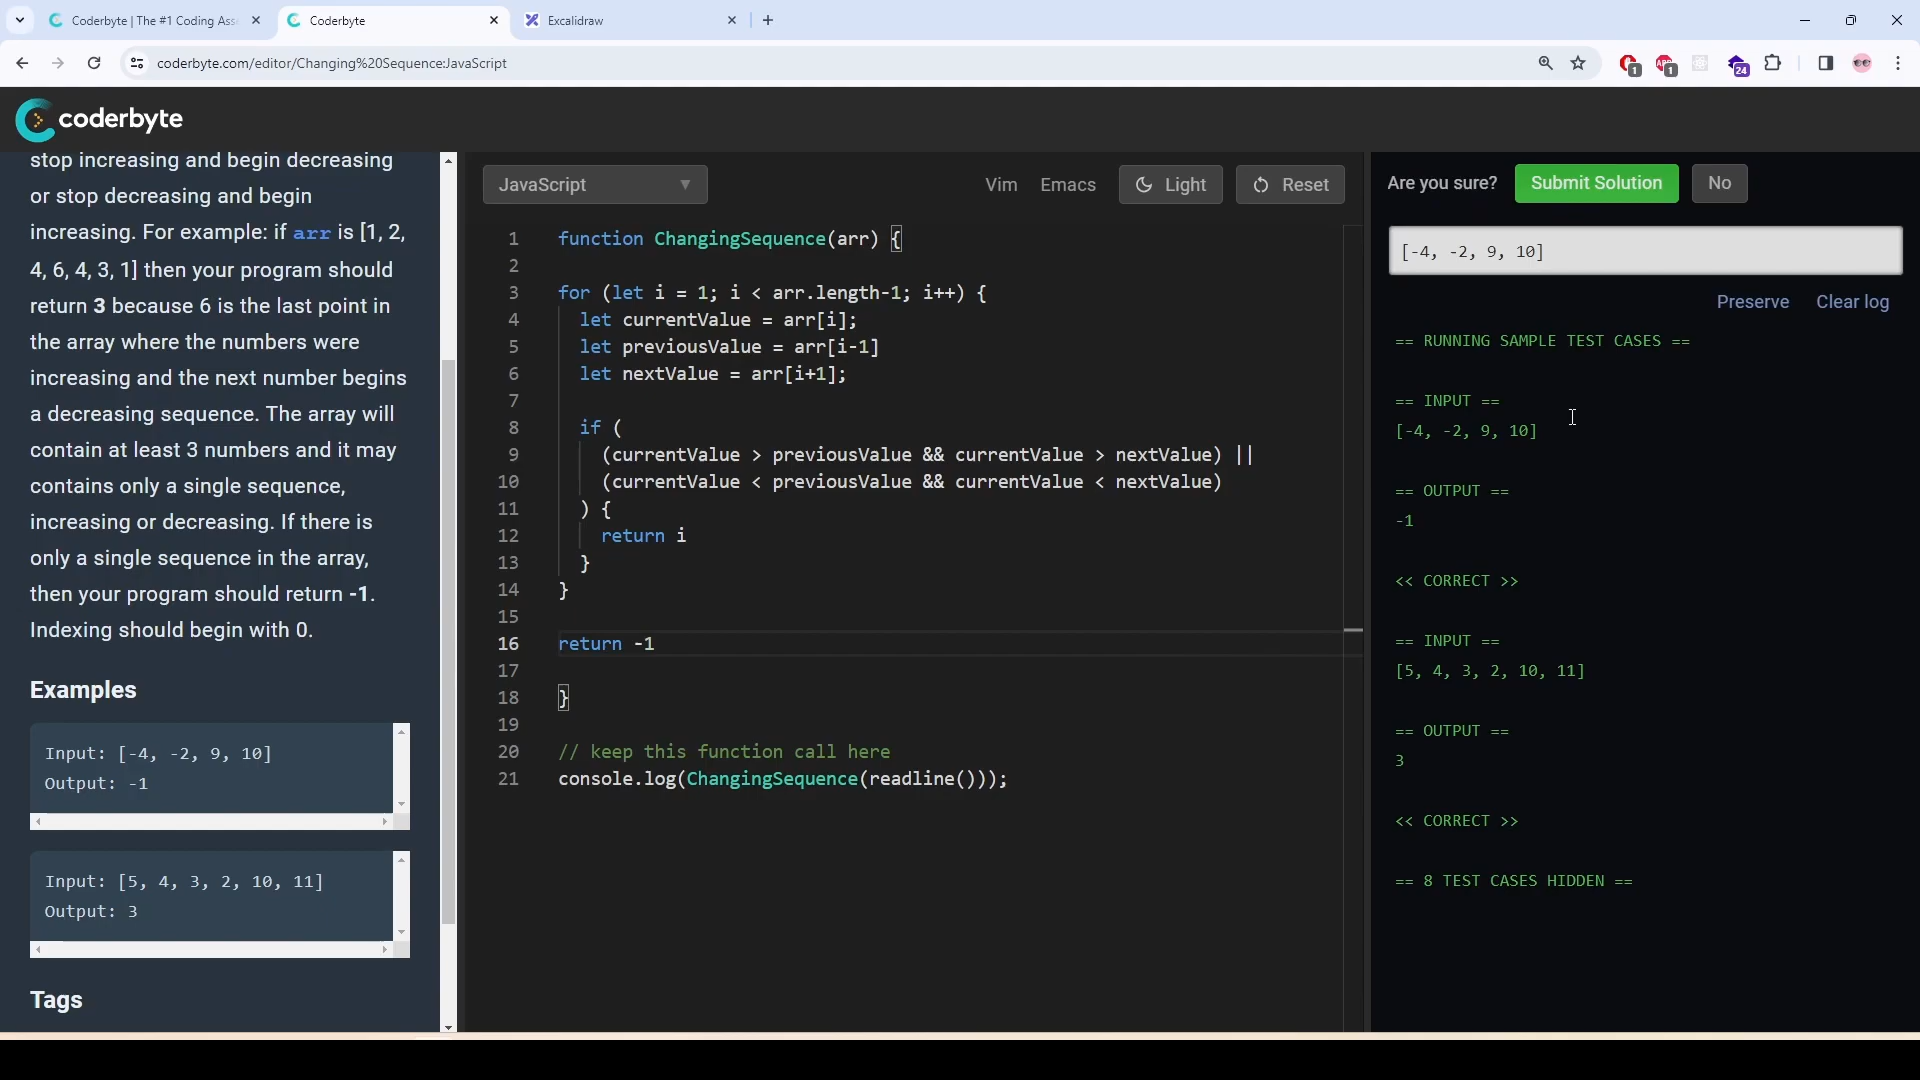 Coderbyte | The #1 Coding Ass
Coderbyte
Excalidraw
coderbyte.com/editor/Changing%20Sequence:JavaScript
1
1
24
coderbyte
stop increasing and begin decreasing
or stop decreasing and begin
increasing. For example: if arr is [1, 2,
4, 6, 4, 3, 1] then your program should
return 3 because 6 is the last point in
the array where the numbers were
increasing and the next number begins
a decreasing sequence. The array will
contain at least 3 numbers and it may
contains only a single sequence,
increasing or decreasing. If there is
only a single sequence in the array,
then your program should return -1.
Indexing should begin with 0.
Examples
Input: [-4, -2, 9, 10]
Output: -1
Input: [5, 4, 3, 2, 10, 11]
Output: 3
Tags
JavaScript
Vim
Emacs
Light
Reset
1 function ChangingSequence(arr) {
2
3 for (let i = 1; i < arr.length-1; i++) {
4 let currentValue = arr[i];
5 let previousValue = arr[i-1]
6 let nextValue = arr[i+1];
7
8 if (
9 (currentValue > previousValue && currentValue > nextValue) ||
10 (currentValue < previousValue && currentValue < nextValue)
11 ) {
12 return i
13 }
14 }
15
16 return -1
17
18 }
19
20 // keep this function call here
21 console.log(ChangingSequence(readline()));
Are you sure?
Submit Solution
No
[-4, -2, 9, 10]
Preserve
Clear log
== RUNNING SAMPLE TEST CASES ==
== INPUT ==
[-4, -2, 9, 10]
== OUTPUT ==
-1
<< CORRECT >>
== INPUT ==
[5, 4, 3, 2, 10, 11]
== OUTPUT ==
3
<< CORRECT >>
== 8 TEST CASES HIDDEN ==